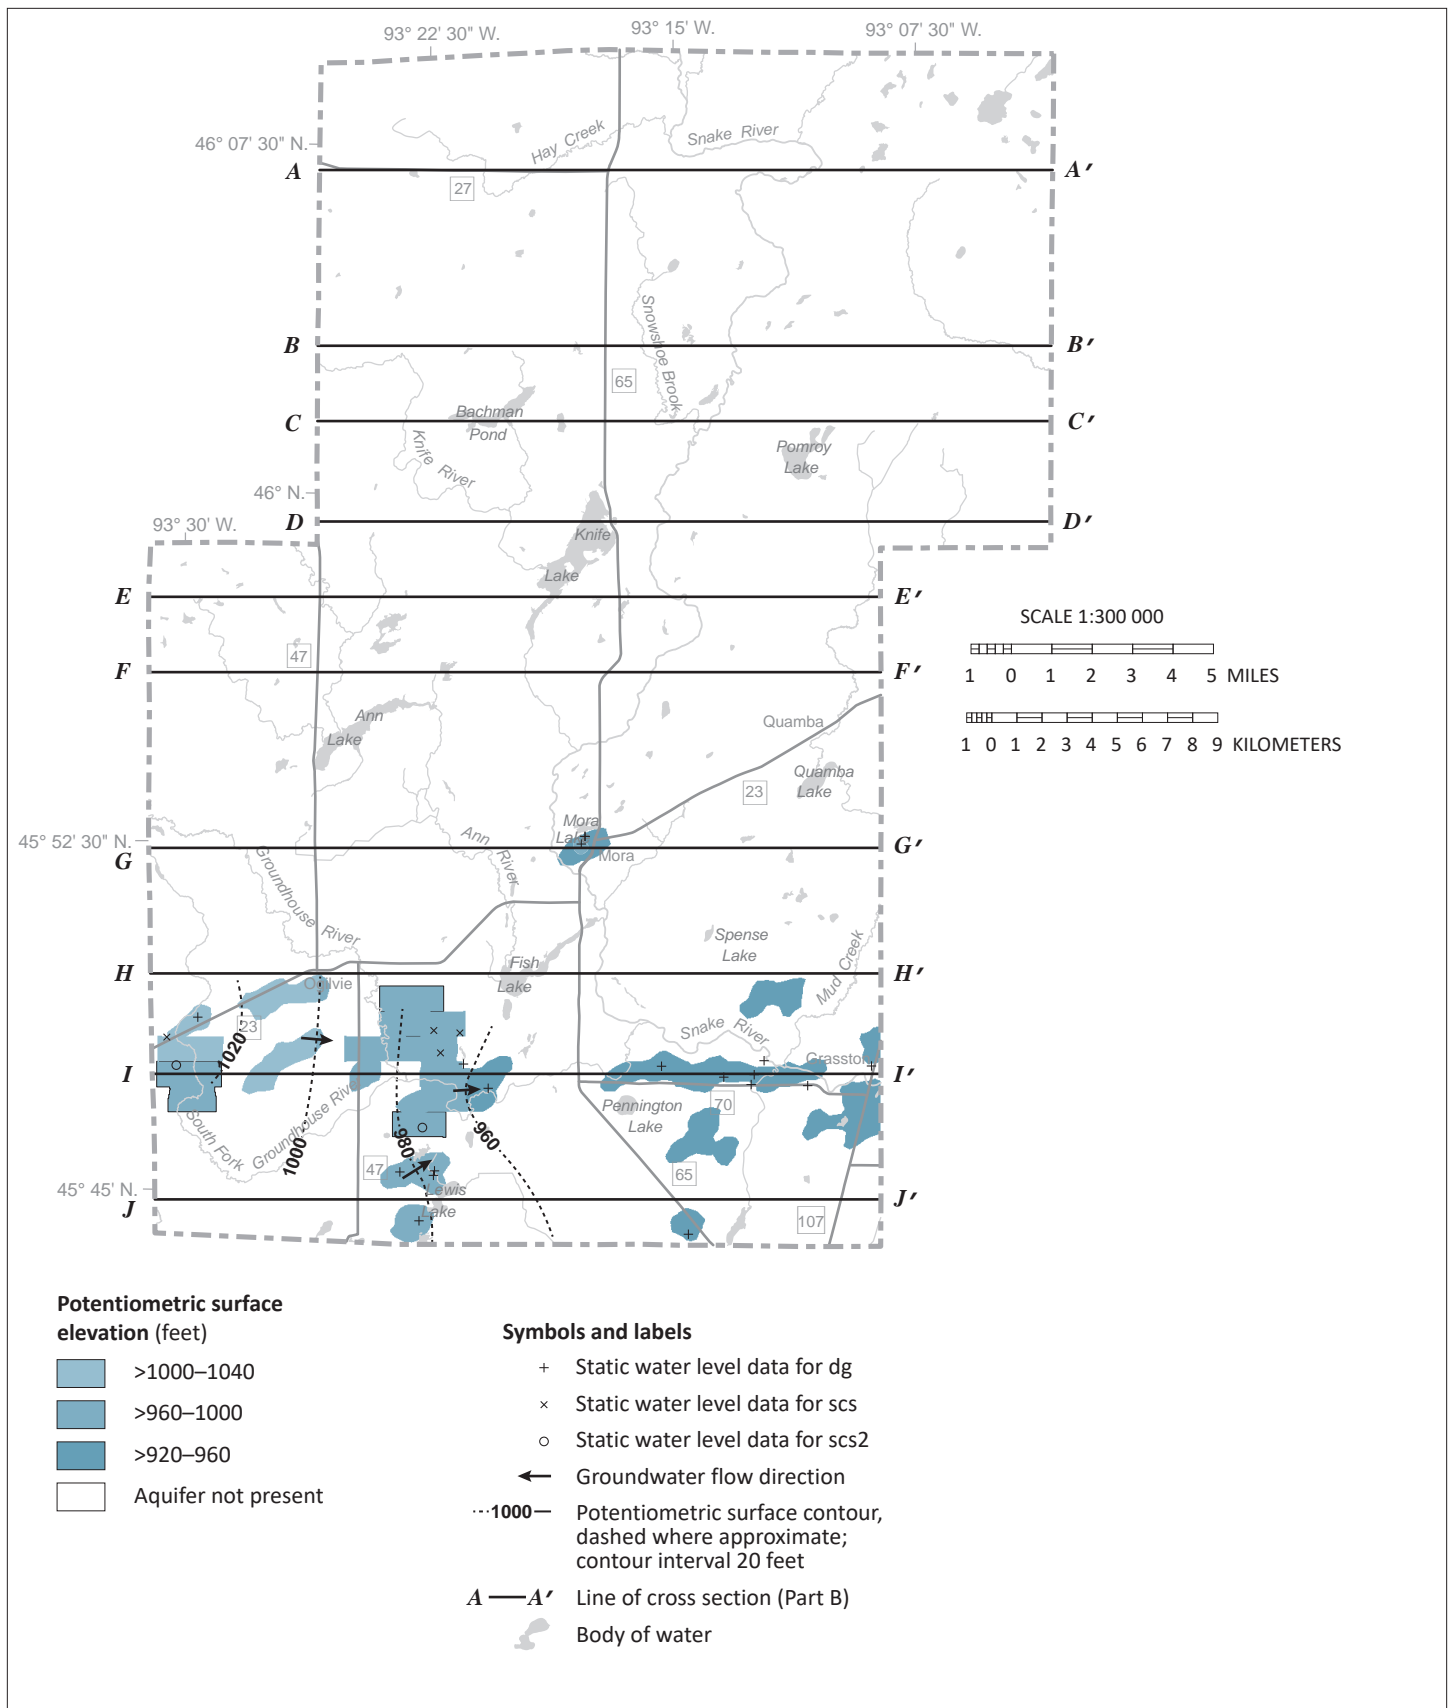 93° 22' 30" W.
93° 15' W.
93° 07' 30" W.
46° 07' 30" N.
Hay Creek
Snake River
A
A'
27
Snowshoe Brook
B
B'
65
Bachman
Pond
C
C'
Knife River
Pomroy
Lake
46° N.
93° 30' W.
D
D'
Knife
Lake
E
E'
SCALE 1:300 000
1 0 1 2 3 4 5 MILES
1 0 1 2 3 4 5 6 7 8 9 KILOMETERS
47
F
F'
Ann
Lake
Quamba
Quamba
Lake
23
Mora
Lake
45° 52' 30" N.
G
Mora
G'
Ann River
Groundhouse River
Spense
Lake
Mud Creek
H
H'
Fish
Lake
Ogilvie
23
1020
Snake River
Grasston
I
I'
70
Pennington
Lake
South Fork Groundhouse River
1000
980
960
47
65
45° 45' N.
Lewis
Lake
J
J'
107
Potentiometric surface
elevation (feet)
>1000–1040
>960–1000
>920–960
Aquifer not present
Symbols and labels
Static water level data for dg
Static water level data for scs
Static water level data for scs2
Groundwater flow direction
1000
Potentiometric surface contour,
dashed where approximate;
contour interval 20 feet
A A' Line of cross section (Part B)
Body of water